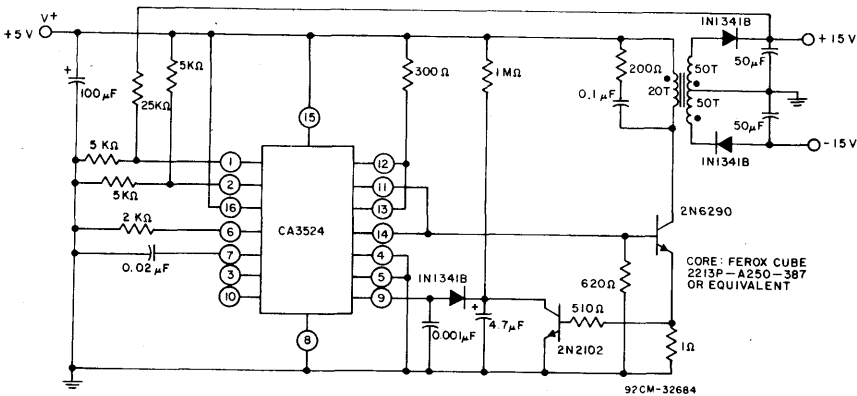 V+
+5V
1N1341B
+15V
5KΩ
+
100µF
25KΩ
300Ω
1MΩ
200Ω
0.1µF
20T
50T
50T
50µF
50µF
15
1N1341B
-15V
5 KΩ
1
12
5KΩ
2
11
16
13
2N6290
2 KΩ
6
CA3524
14
0.02µF
7
4
3
5
10
9
1N1341B
+
620Ω
510Ω
CORE: FEROX CUBE
2213P-A250-387
OR EQUIVALENT
0.001µF
4.7µF
2N2102
1Ω
8
92CM-32684